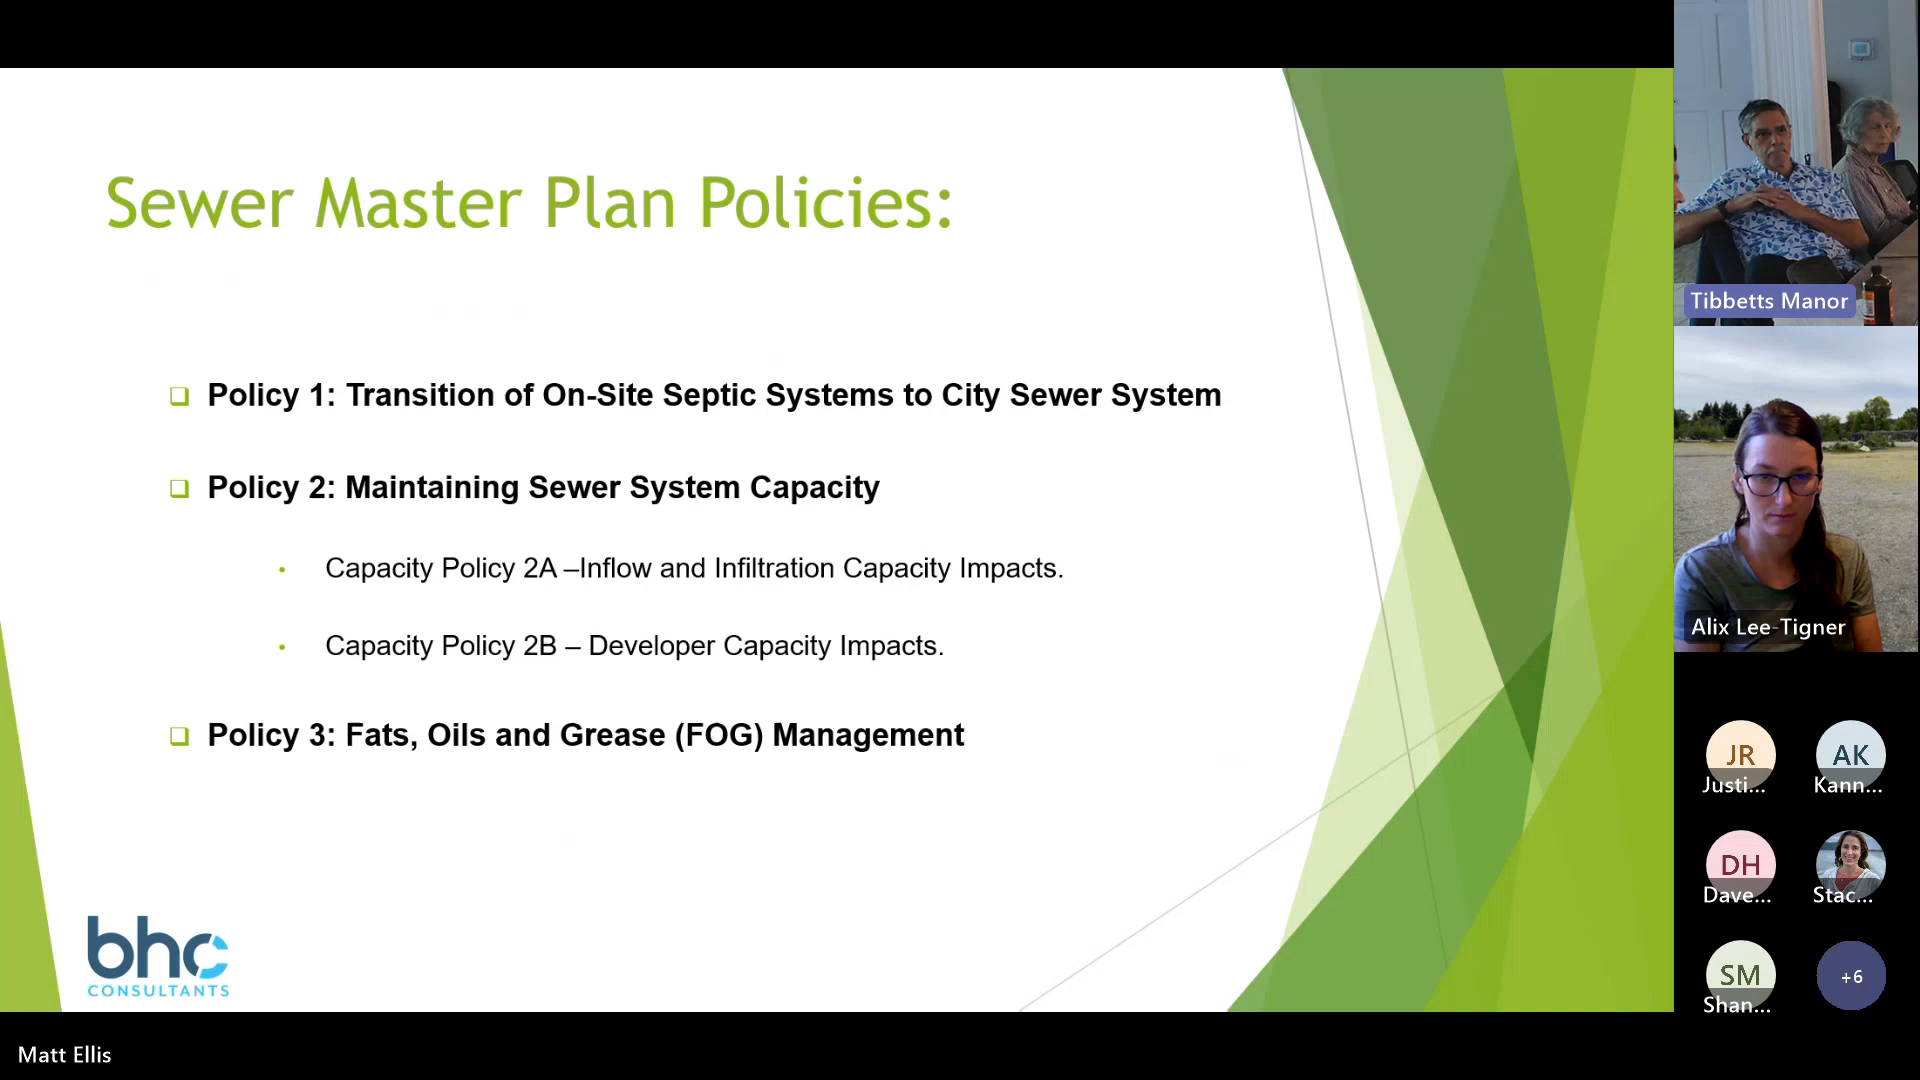 Sewer Master Plan Policies:
Policy 1: Transition of On-Site Septic Systems to City Sewer System
Policy 2: Maintaining Sewer System Capacity
Capacity Policy 2A –Inflow and Infiltration Capacity Impacts.
Capacity Policy 2B – Developer Capacity Impacts.
Policy 3: Fats, Oils and Grease (FOG) Management
bhc
CONSULTANTS
Matt Ellis
Tibbetts Manor
Alix Lee-Tigner
JR
Justi...
AK
Kann...
DH
Dave...
Stac...
SM
Shan...
+6